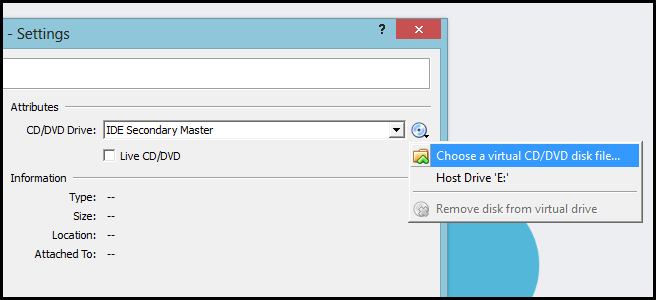 - Settings
?
Attributes
CD/DVD Drive: IDE Secondary Master
Live CD/DVD
Choose a virtual CD/DVD disk file...
Information
Host Drive 'E:'
Type: --
Size: --
Remove disk from virtual drive
Location: --
Attached To: --